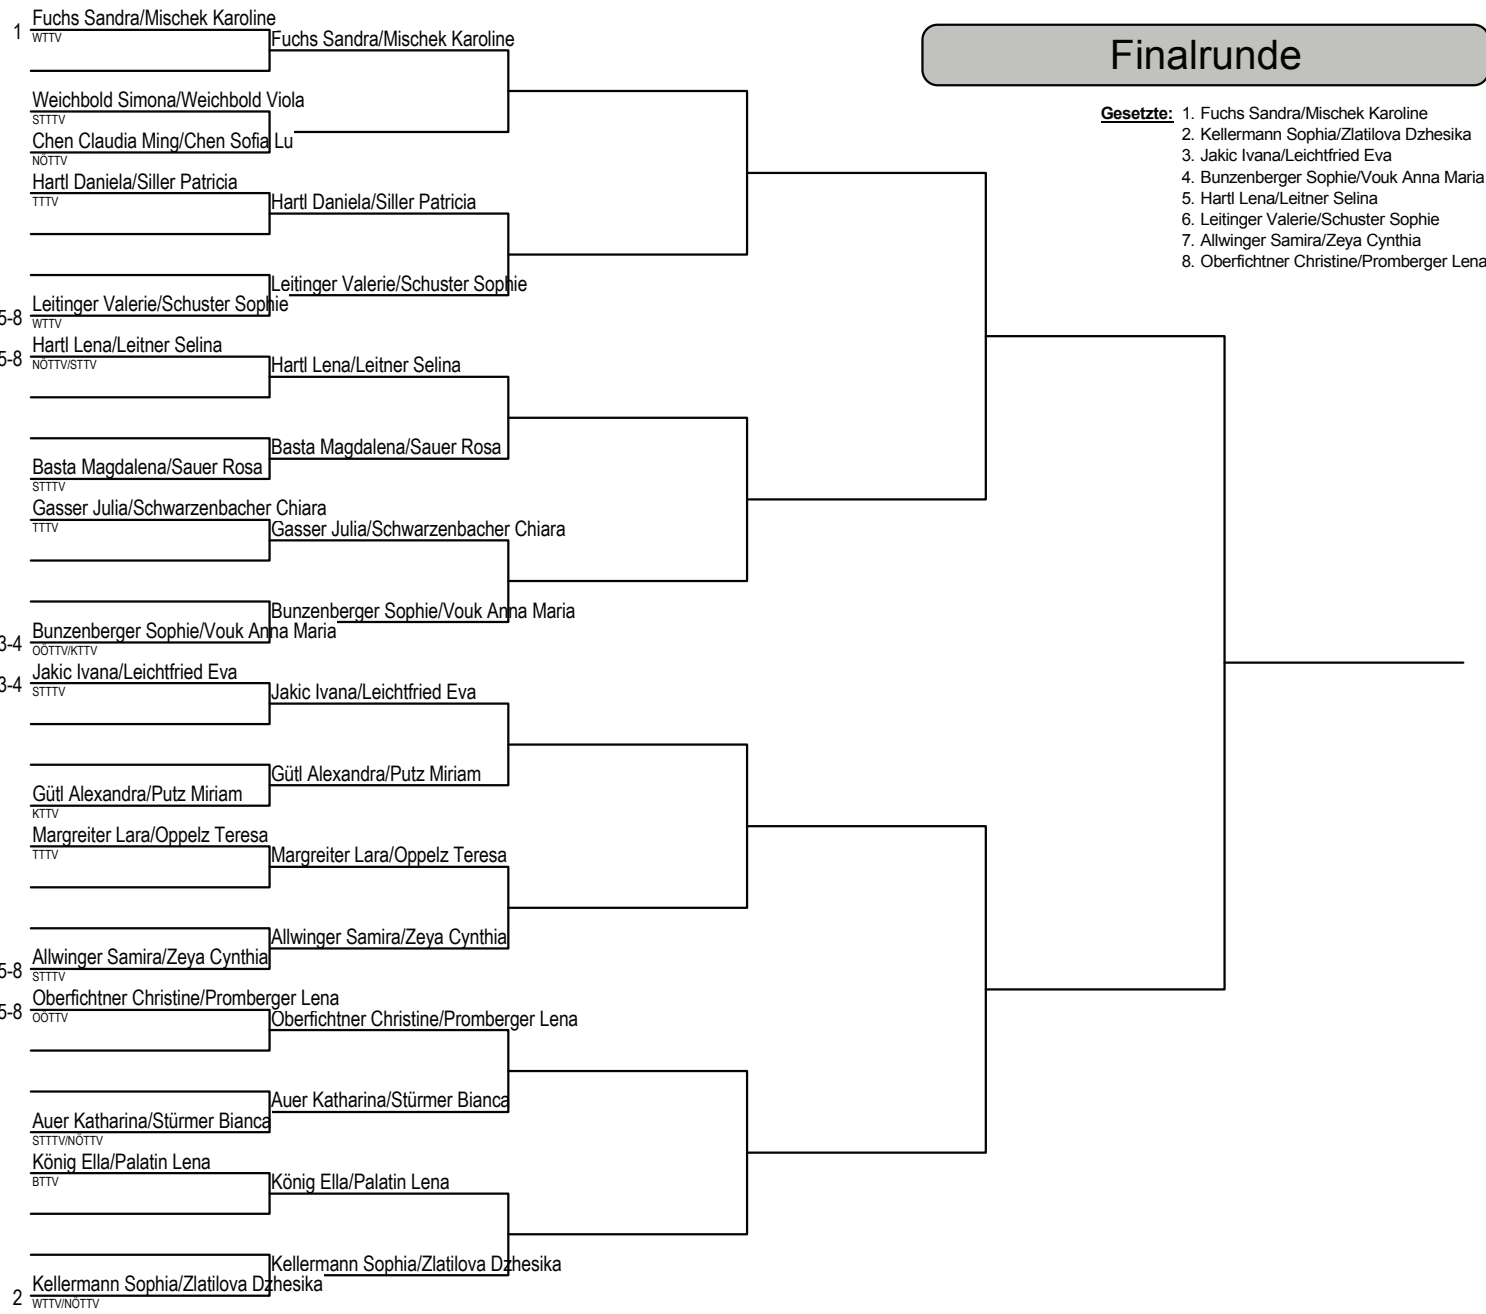 Finalrunde
Gesetzte: 1. Fuchs Sandra/Mischek Karoline
2. Kellermann Sophia/Zlatilova Dzhesika
3. Jakic Ivana/Leichtfried Eva
4. Bunzenberger Sophie/Vouk Anna Maria
5. Hartl Lena/Leitner Selina
6. Leitinger Valerie/Schuster Sophie
7. Allwinger Samira/Zeya Cynthia
8. Oberfichtner Christine/Promberger Lena
1 Fuchs Sandra/Mischek Karoline
WTTV
Weichbold Simona/Weichbold Viola
STTTV
Chen Claudia Ming/Chen Sofia Lu
NÖTTV
Hartl Daniela/Siller Patricia
TTTV
5-8 Leitinger Valerie/Schuster Sophie
WTTV
5-8 Hartl Lena/Leitner Selina
NÖTTV/STTV
Basta Magdalena/Sauer Rosa
STTTV
Gasser Julia/Schwarzenbacher Chiara
TTTV
3-4 Bunzenberger Sophie/Vouk Anna Maria
OÖTTV/KTTV
3-4 Jakic Ivana/Leichtfried Eva
STTTV
Gütl Alexandra/Putz Miriam
KTTV
Margreiter Lara/Oppelz Teresa
TTTV
5-8 Allwinger Samira/Zeya Cynthia
STTTV
5-8 Oberfichtner Christine/Promberger Lena
OÖTTV
Auer Katharina/Stürmer Bianca
STTTV/NÖTTV
König Ella/Palatin Lena
BTTV
2 Kellermann Sophia/Zlatilova Dzhesika
WTTV/NÖTTV
Fuchs Sandra/Mischek Karoline
Hartl Daniela/Siller Patricia
Leitinger Valerie/Schuster Sophie
Hartl Lena/Leitner Selina
Basta Magdalena/Sauer Rosa
Gasser Julia/Schwarzenbacher Chiara
Bunzenberger Sophie/Vouk Anna Maria
Jakic Ivana/Leichtfried Eva
Gütl Alexandra/Putz Miriam
Margreiter Lara/Oppelz Teresa
Allwinger Samira/Zeya Cynthia
Oberfichtner Christine/Promberger Lena
Auer Katharina/Stürmer Bianca
König Ella/Palatin Lena
Kellermann Sophia/Zlatilova Dzhesika